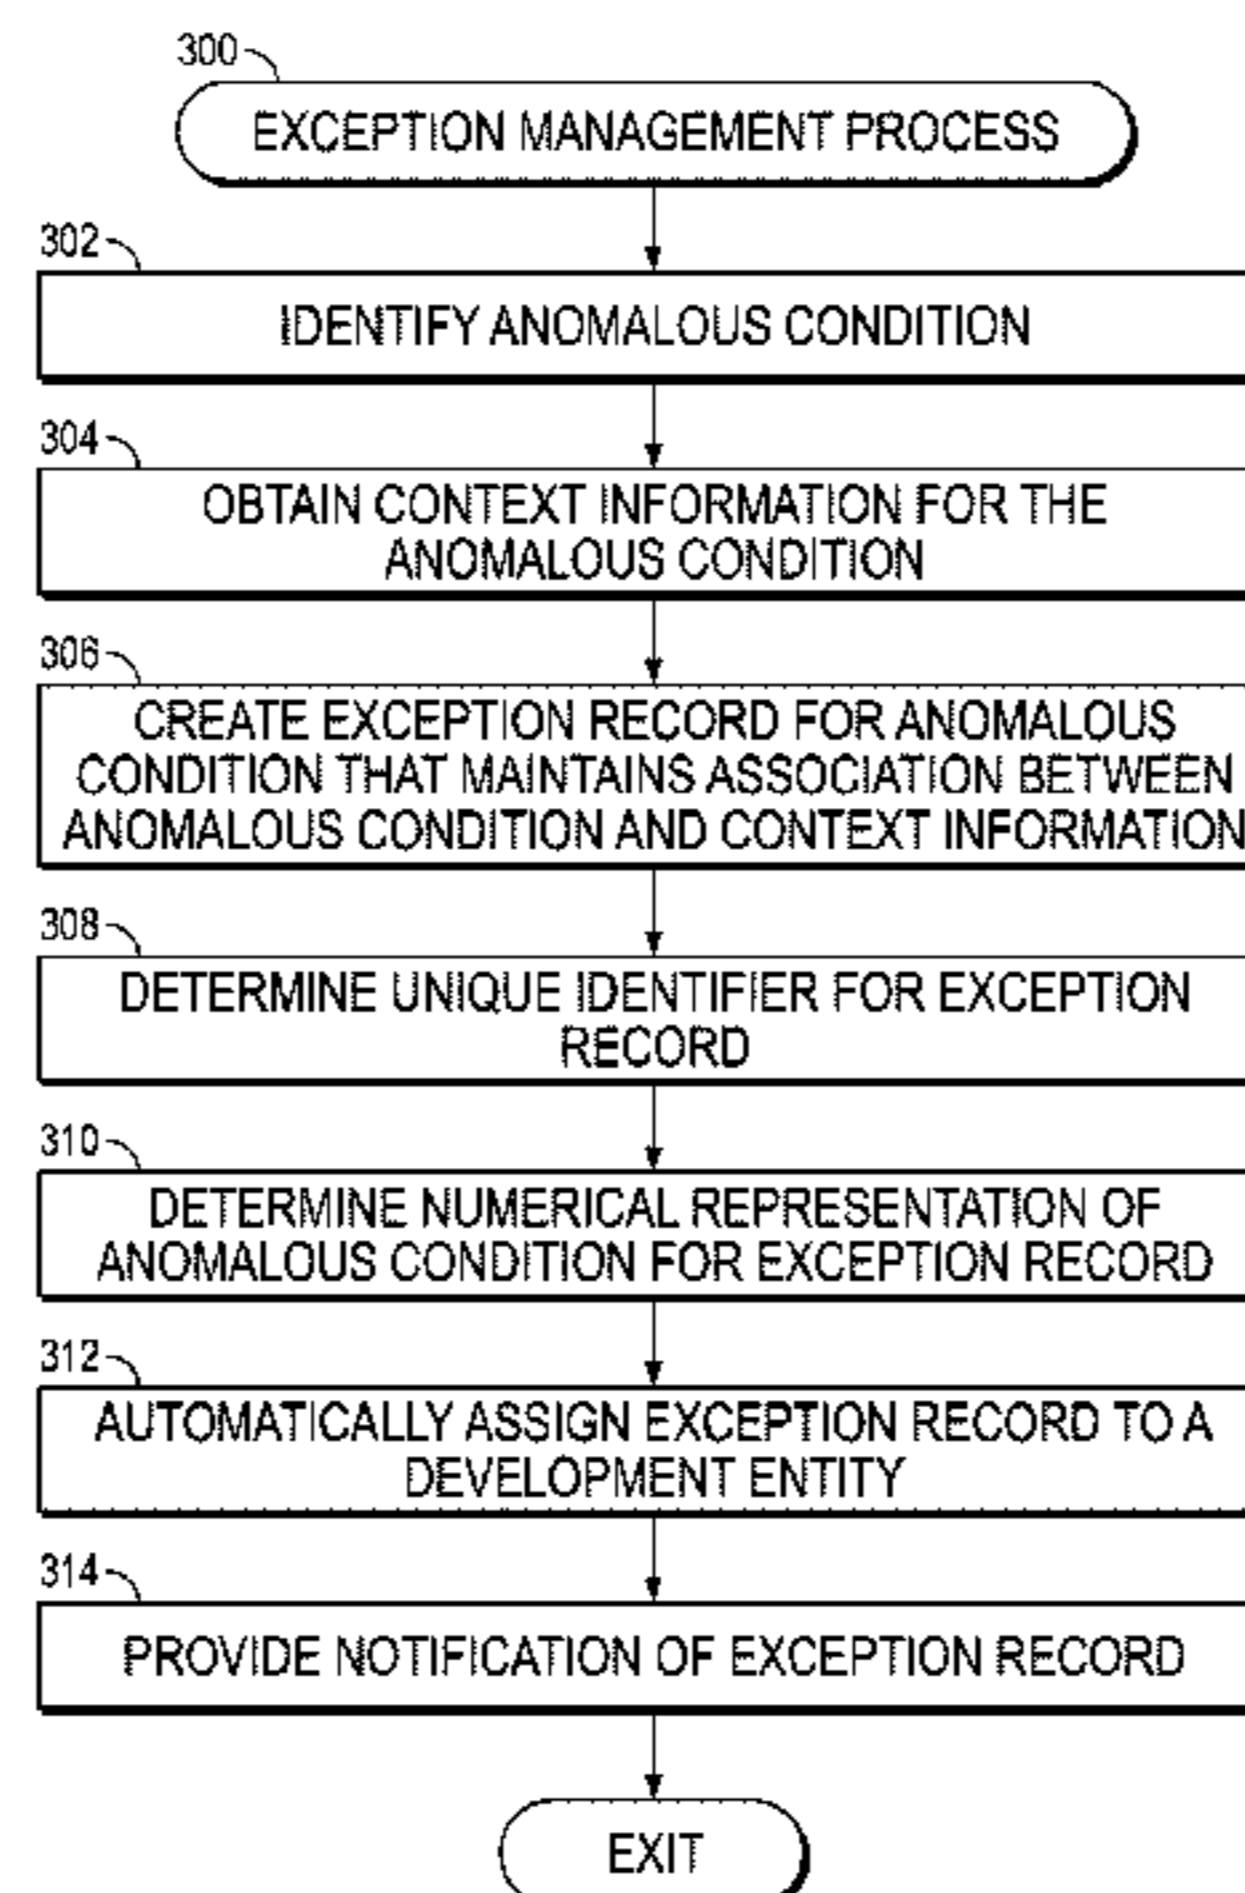 300
EXCEPTION MANAGEMENT PROCESS
302
IDENTIFY ANOMALOUS CONDITION
304
OBTAIN CONTEXT INFORMATION FOR THE
ANOMALOUS CONDITION
306
CREATE EXCEPTION RECORD FOR ANOMALOUS
CONDITION THAT MAINTAINS ASSOCIATION BETWEEN
ANOMALOUS CONDITION AND CONTEXT INFORMATION
308
DETERMINE UNIQUE IDENTIFIER FOR EXCEPTION
RECORD
310
DETERMINE NUMERICAL REPRESENTATION OF
ANOMALOUS CONDITION FOR EXCEPTION RECORD
312
AUTOMATICALLY ASSIGN EXCEPTION RECORD TO A
DEVELOPMENT ENTITY
314
PROVIDE NOTIFICATION OF EXCEPTION RECORD
EXIT